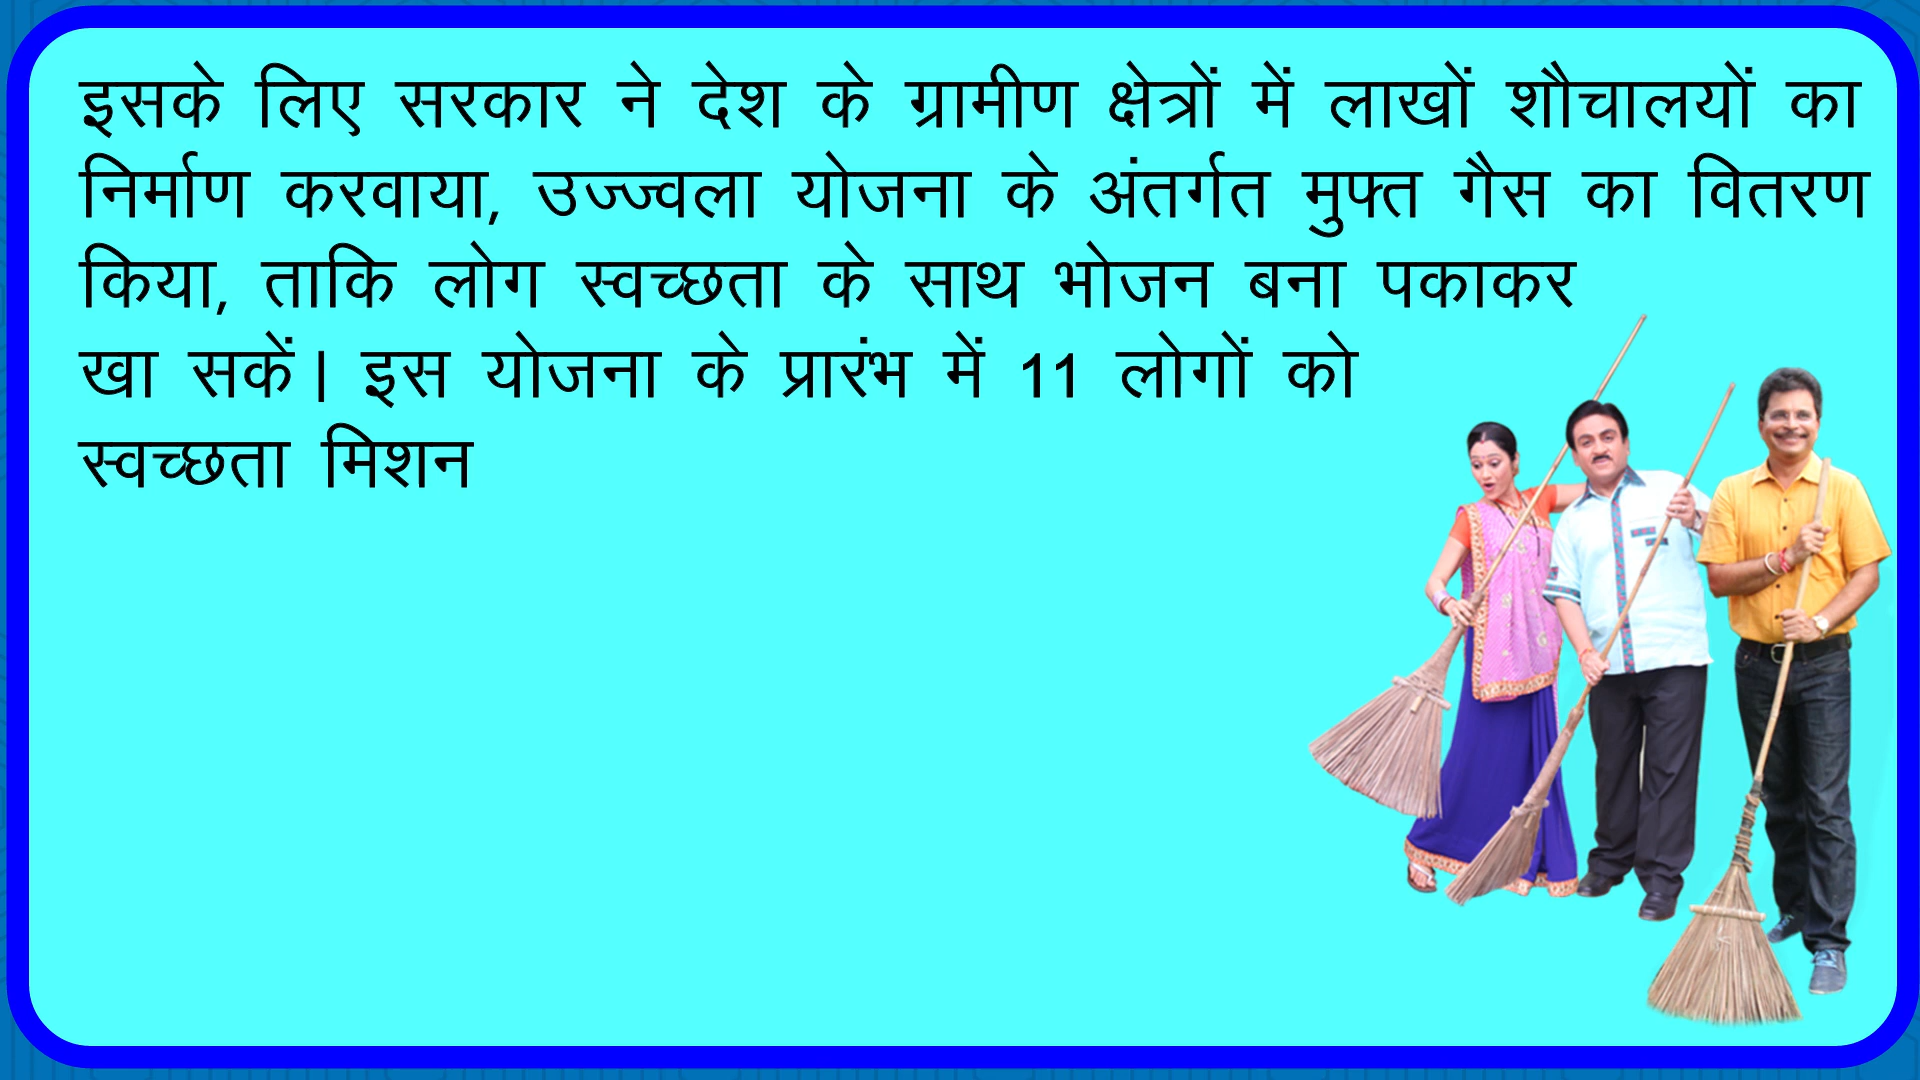 इसके लिए सरकार ने देश के ग्रामीण क्षेत्रों में लाखों शौचालयों का
निर्माण करवाया, उज्ज्वला योजना के अंतर्गत मुफ्त गैस का वितरण
किया, ताकि लोग स्वच्छता के साथ भोजन बना पकाकर
खा सकें। इस योजना के प्रारंभ में 11 लोगों को
स्वच्छता मिशन